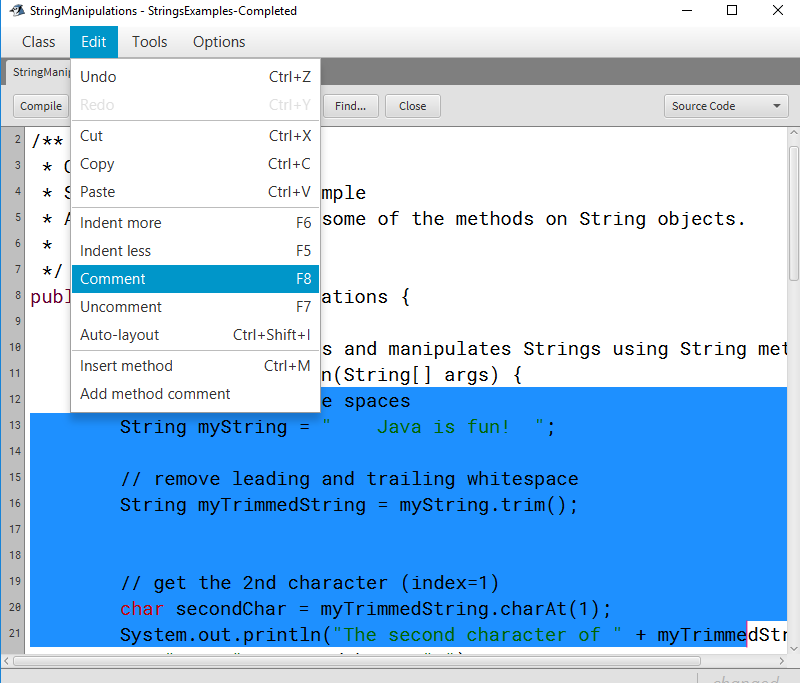 StringManipulations - StringsExamples-Completed
Class Edit Tools Options
StringManip
Compile Find... Close Source Code
Undo Ctrl+Z
Redo Ctrl+Y
Cut Ctrl+X
Copy Ctrl+C
Paste Ctrl+V
Indent more F6
Indent less F5
Comment F8
Uncomment F7
Auto-layout Ctrl+Shift+I
Insert method Ctrl+M
Add method comment
2 /**
3 *
4 * S mple
5 * A some of the methods on String objects.
6 *
7 */
8 publ ations {
9
10 s and manipulates Strings using String met
11 n(String[] args) {
12 e spaces
13 String myString = "    Java is fun!  ";
14
15 // remove leading and trailing whitespace
16 String myTrimmedString = myString.trim();
17
18
19 // get the 2nd character (index=1)
20 char secondChar = myTrimmedString.charAt(1);
21 System.out.println("The second character of " + myTrimmedStr
changed